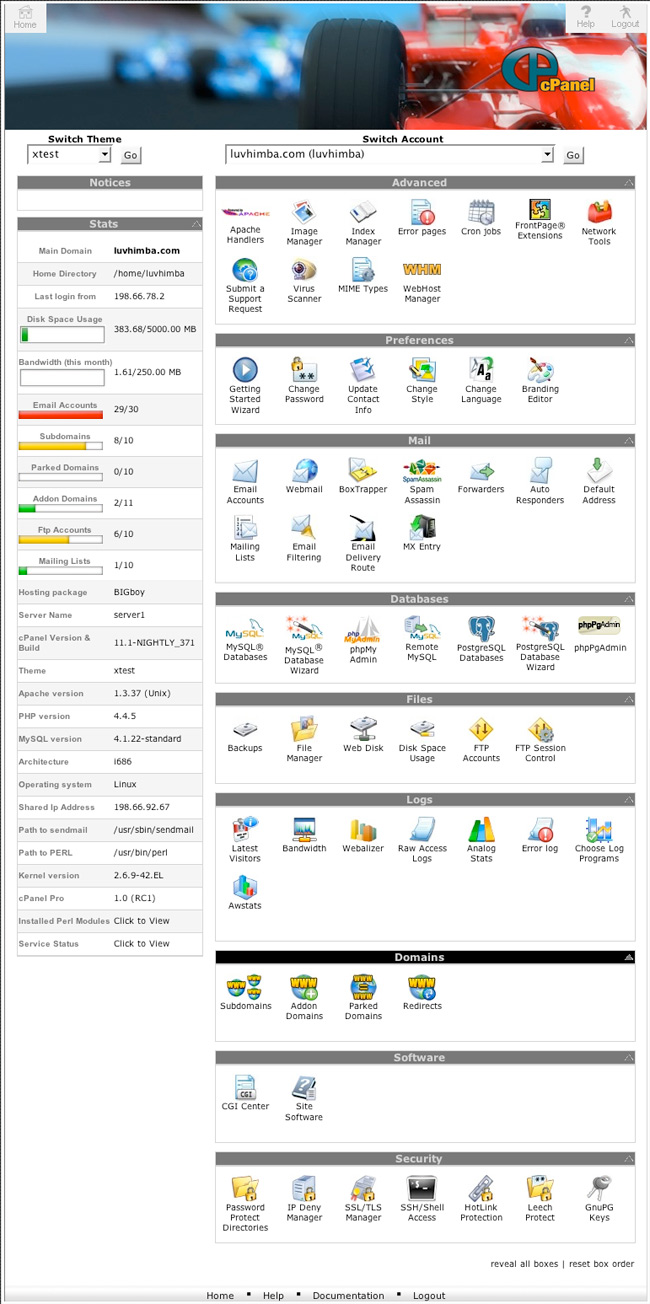 Home
Help
Logout
cPanel
Switch Theme
xtest
Go
Switch Account
luvhimba.com (luvhimba)
Go
Notices
Stats
Main Domain luvhimba.com
Home Directory /home/luvhimba
Last login from 198.66.78.2
Disk Space Usage 383.68/5000.00 MB
Bandwidth (this month) 1.61/250.00 MB
Email Accounts 29/30
Subdomains 8/10
Parked Domains 0/10
Addon Domains 2/11
Ftp Accounts 6/10
Mailing Lists 1/10
Hosting package BIGboy
Server Name server1
cPanel Version &
Build 11.1-NIGHTLY_371
Theme xtest
Apache version 1.3.37 (Unix)
PHP version 4.4.5
MySQL version 4.1.22-standard
Architecture i686
Operating system Linux
Shared Ip Address 198.66.92.67
Path to sendmail /usr/sbin/sendmail
Path to PERL /usr/bin/perl
Kernel version 2.6.9-42.EL
cPanel Pro 1.0 (RC1)
Installed Perl Modules Click to View
Service Status Click to View
Advanced
APACHE
Apache
Handlers
Image
Manager
Index
Manager
Error pages
Cron jobs
FrontPage®
Extensions
Network
Tools
Submit a
Support
Request
Virus
Scanner
MIME Types
WHM
WebHost
Manager
Preferences
Getting
Started
Wizard
**
Change
Password
Update
Contact
Info
Change
Style
Aa
Change
Language
Branding
Editor
Mail
Email
Accounts
Webmail
BoxTrapper
SpamAssassin
Spam
Assassin
Forwarders
Auto
Responders
Default
Address
Mailing
Lists
Email
Filtering
Email
Delivery
Route
MX Entry
Databases
MySQL
MySQL®
Databases
MySQL
MySQL®
Database
Wizard
php
MyAdmin
phpMy
Admin
MySQL
Remote
MySQL
PostgreSQL
Databases
PostgreSQL
Database
Wizard
phpPgAdmin
phpPgAdmin
Files
Backups
File
Manager
Web Disk
Disk Space
Usage
FTP
Accounts
FTP Session
Control
Logs
Latest
Visitors
Bandwidth
Webalizer
Raw Access
Logs
Analog
Stats
Error log
Choose Log
Programs
Awstats
Domains
WWW
Subdomains
WWW
Addon
Domains
WWW
Parked
Domains
WWW
Redirects
Software
CGI
CGI Center
Site
Software
Security
Password
Protect
Directories
IP Deny
Manager
SSL/TLS
Manager
SSH/Shell
Access
HotLink
Protection
Leech
Protect
GnuPG
Keys
reveal all boxes | reset box order
Home ▪ Help ▪ Documentation ▪ Logout